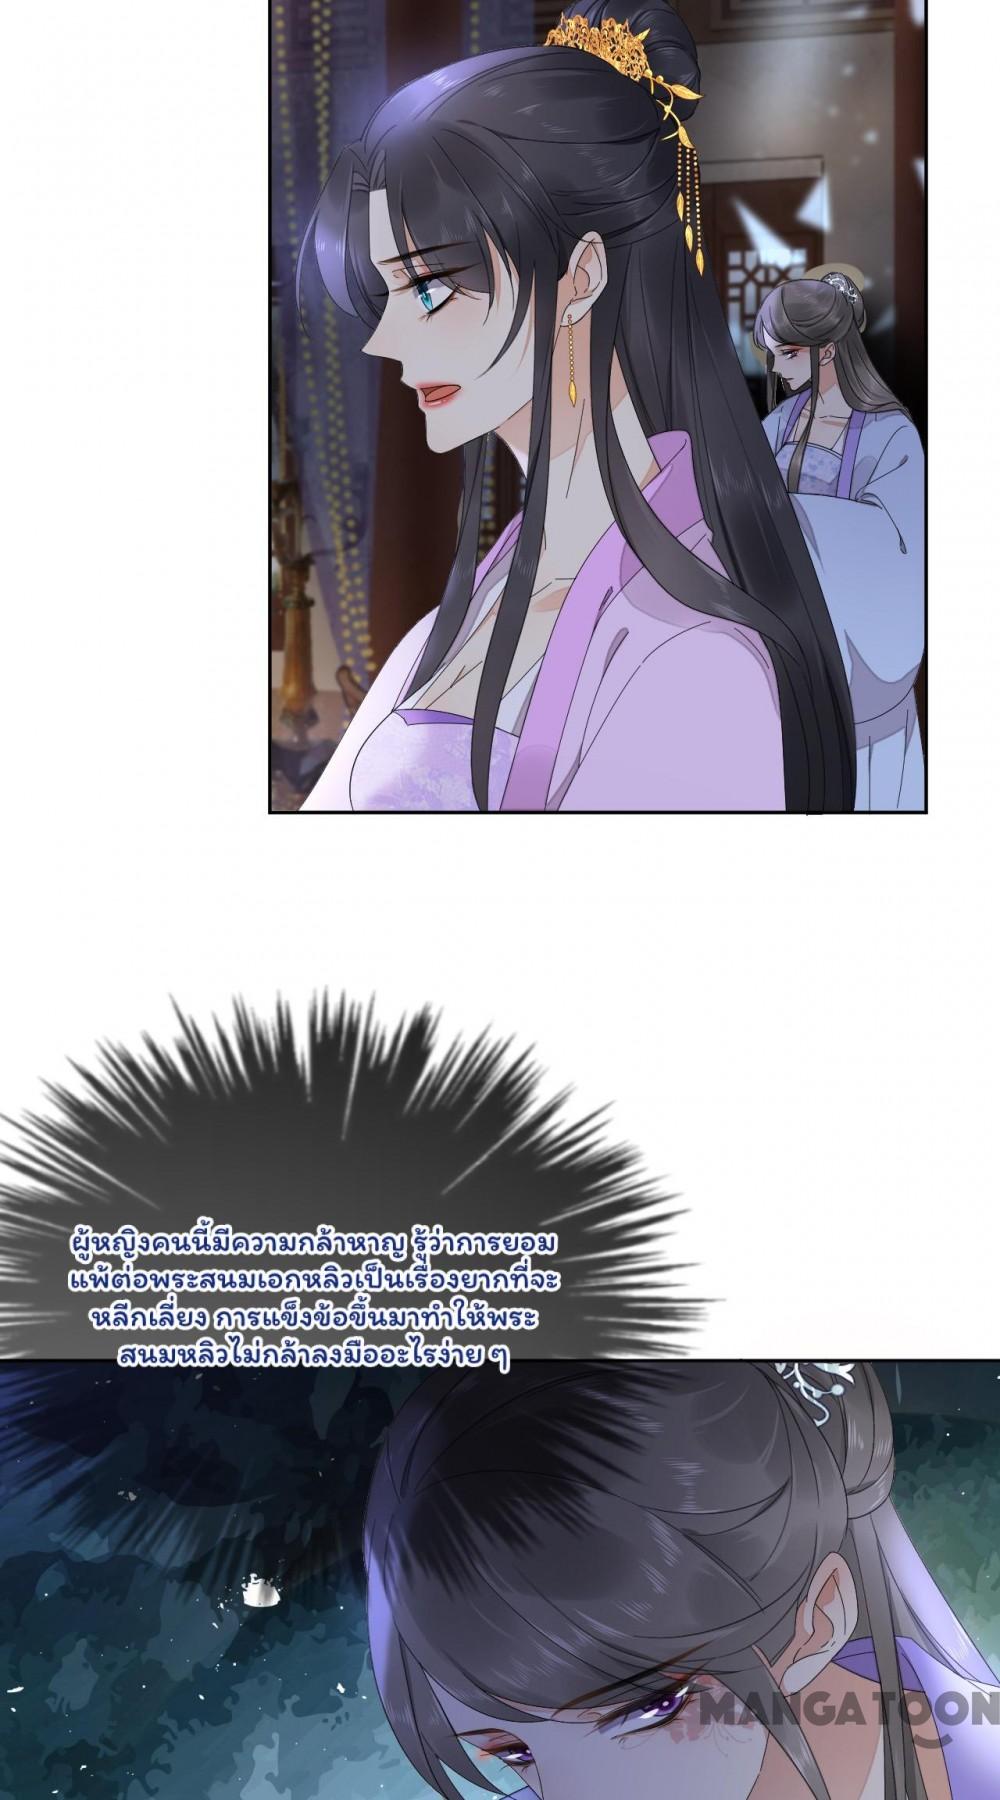 ผู้หญิงคนนี้มีความกล้าหาญ รู้ว่าการยอม
แพ้ต่อพระสนมเอกหลิวเป็นเรื่องยากที่จะ
หลีกเลี่ยง การแข็งข้อขึ้นมาทำให้พระ
สนมหลิวไม่กล้าลงมืออะไรง่าย ๆ
MANGATOON